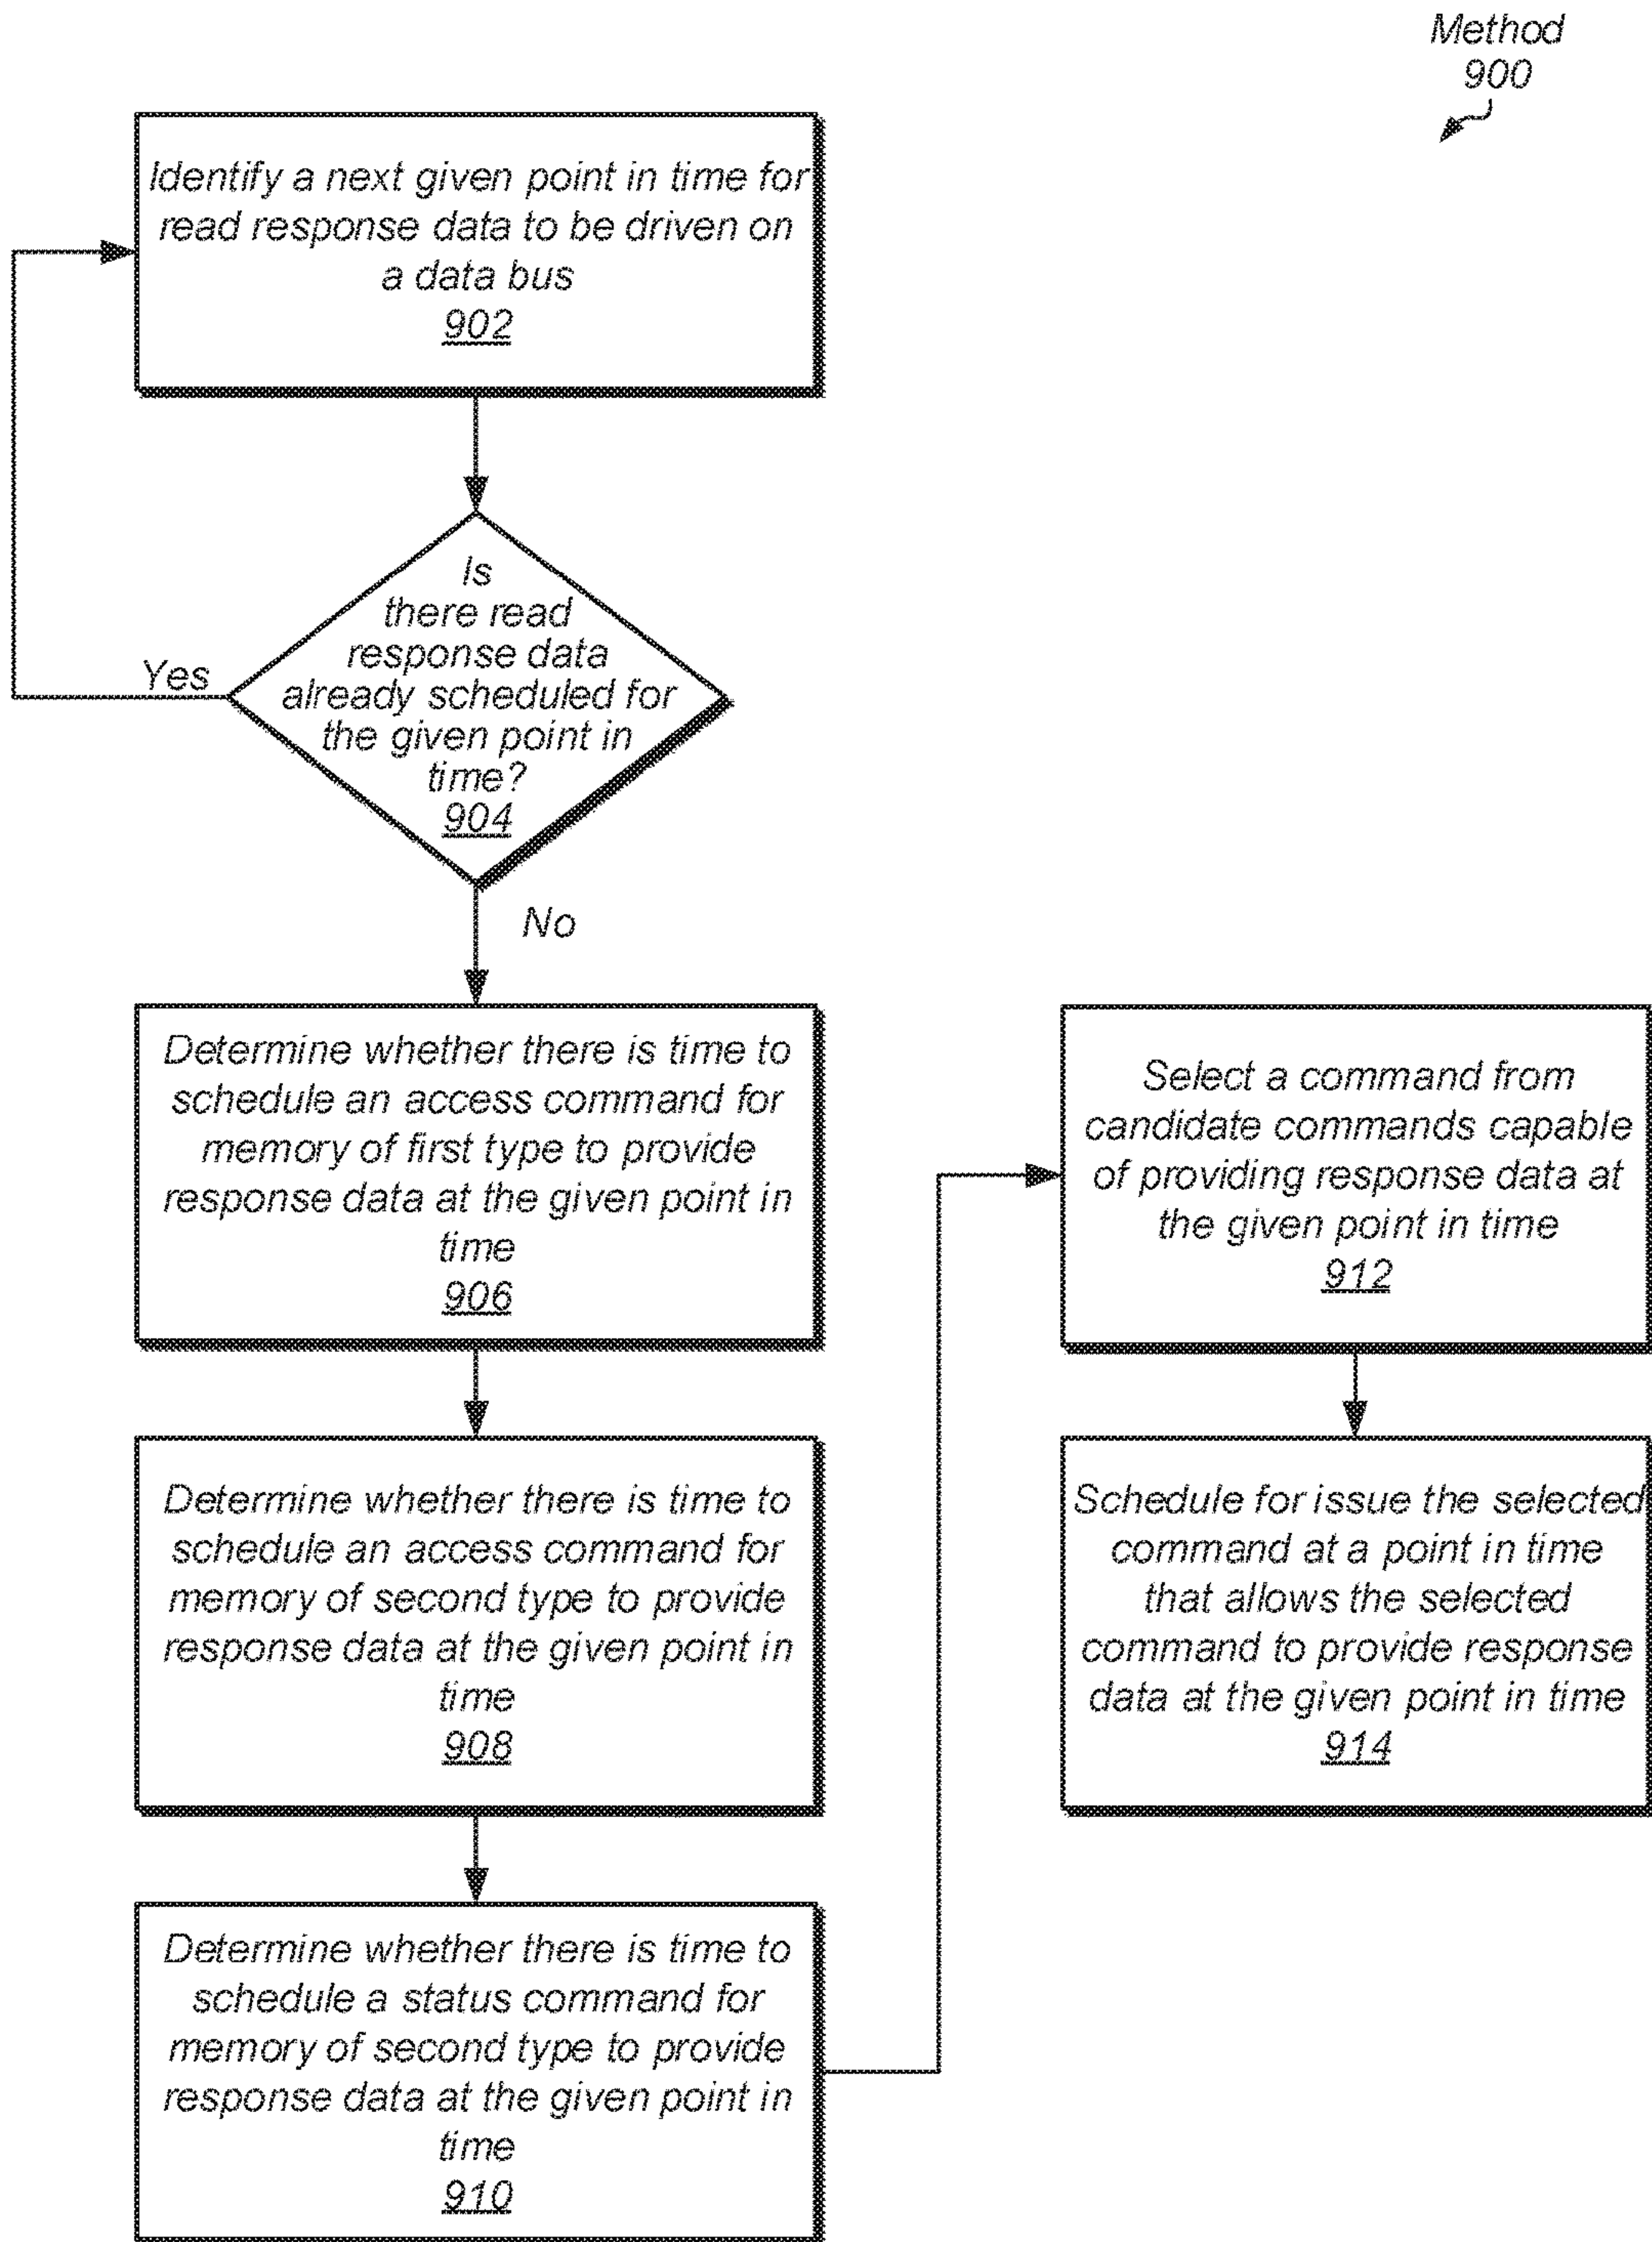 Method
900
Identify a next given point in time for
read response data to be driven on
a data bus
902
Is
there read
response data
already scheduled for
the given point in
time?
904
Yes
No
Determine whether there is time to
schedule an access command for
memory of first type to provide
response data at the given point in
time
906
Determine whether there is time to
schedule an access command for
memory of second type to provide
response data at the given point in
time
908
Determine whether there is time to
schedule a status command for
memory of second type to provide
response data at the given point in
time
910
Select a command from
candidate commands capable
of providing response data at
the given point in time
912
Schedule for issue the selected
command at a point in time
that allows the selected
command to provide response
data at the given point in time
914